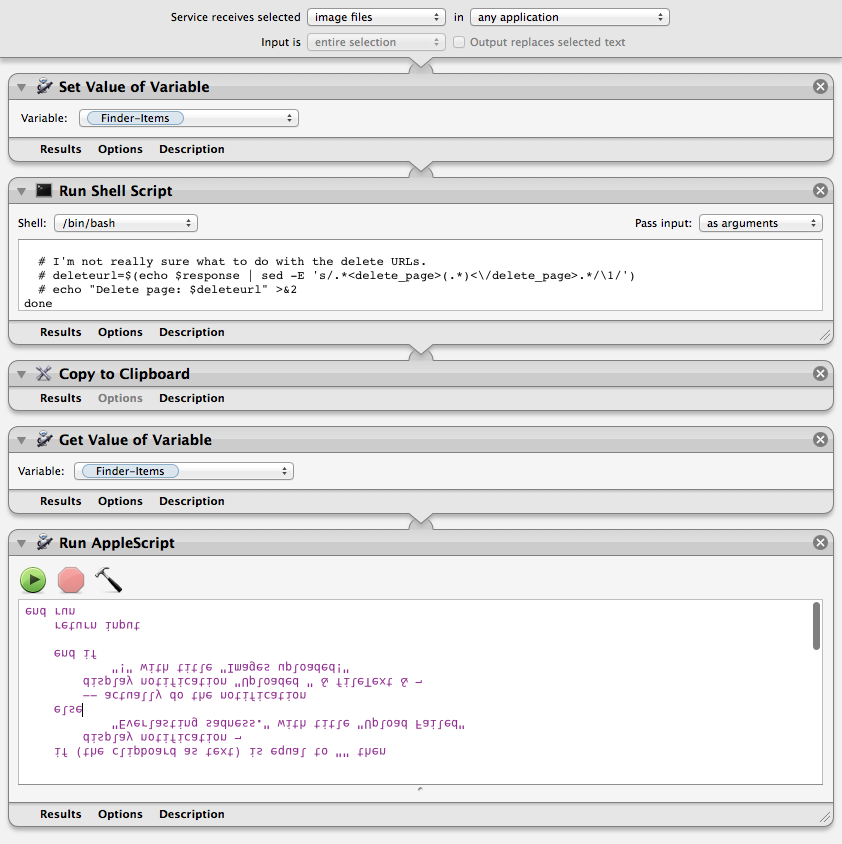 Service receives selected image files in any application
Input is entire selection Output replaces selected text
Set Value of Variable
Variable: Finder-Items
Results Options Description
Run Shell Script
Shell: /bin/bash Pass input: as arguments
# I'm not really sure what to do with the delete URLs.
# deleteurl=$(echo $response | sed -E 's/.*<delete_page>(.*)<\/delete_page>.*/\1/')
# echo "Delete page: $deleteurl" >&2
done
Results Options Description
Copy to Clipboard
Results Options Description
Get Value of Variable
Variable: Finder-Items
Results Options Description
Run AppleScript
end run
return input
end if
"!" with title "Images uploaded!"
display notification "Uploaded " & fileText & ¬
-- actually do the notification
else
"Everlasting sadness." with title "Upload Failed"
display notification ¬
if (the clipboard as text) is equal to "" then
Results Options Description